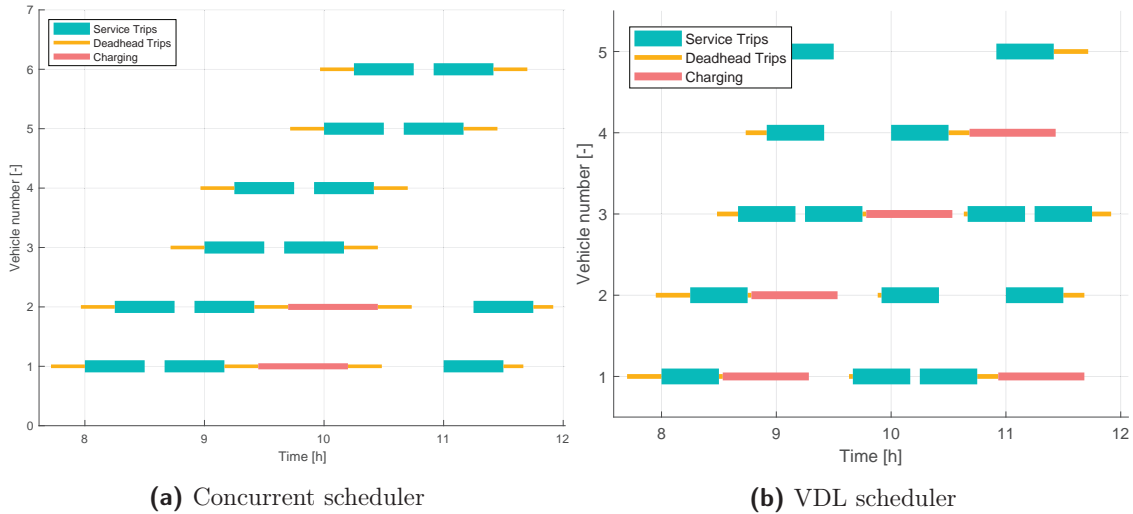 7
6
5
4
3
2
1
0
Vehicle number [-]
Service Trips
Deadhead Trips
Charging
8
9
10
11
12
Time [h]
(a) Concurrent scheduler
5
4
3
2
1
Vehicle number [-]
Service Trips
Deadhead Trips
Charging
8
9
10
11
12
Time [h]
(b) VDL scheduler